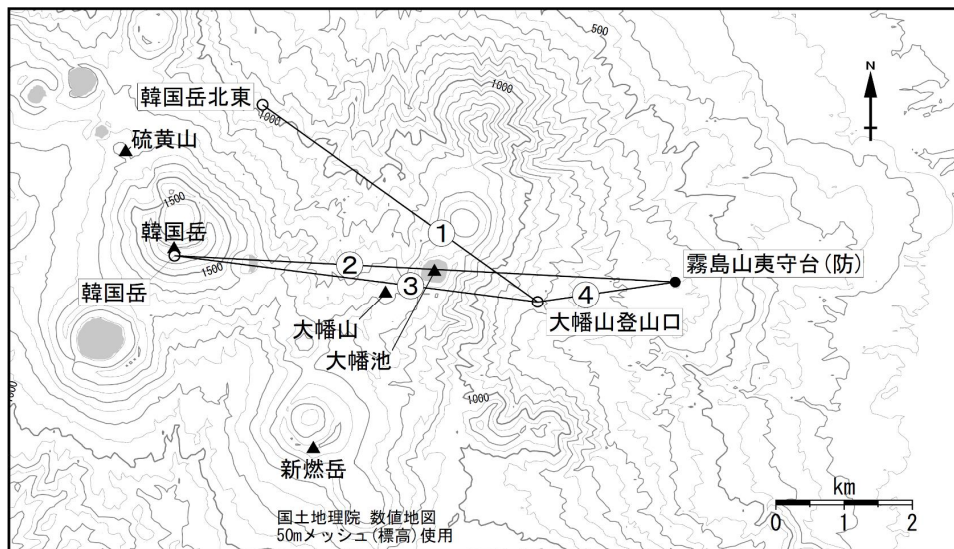 500
N
韓国岳北東
1000
1000
硫黄山
1500
韓国岳
1
霧島山夷守台(防)
2
1500
3
4
韓国岳
大幡山登山口
大幡山
大幡池
1000
1000
新燃岳
km
国土地理院 数値地図
50mメッシュ(標高)使用
0 1 2